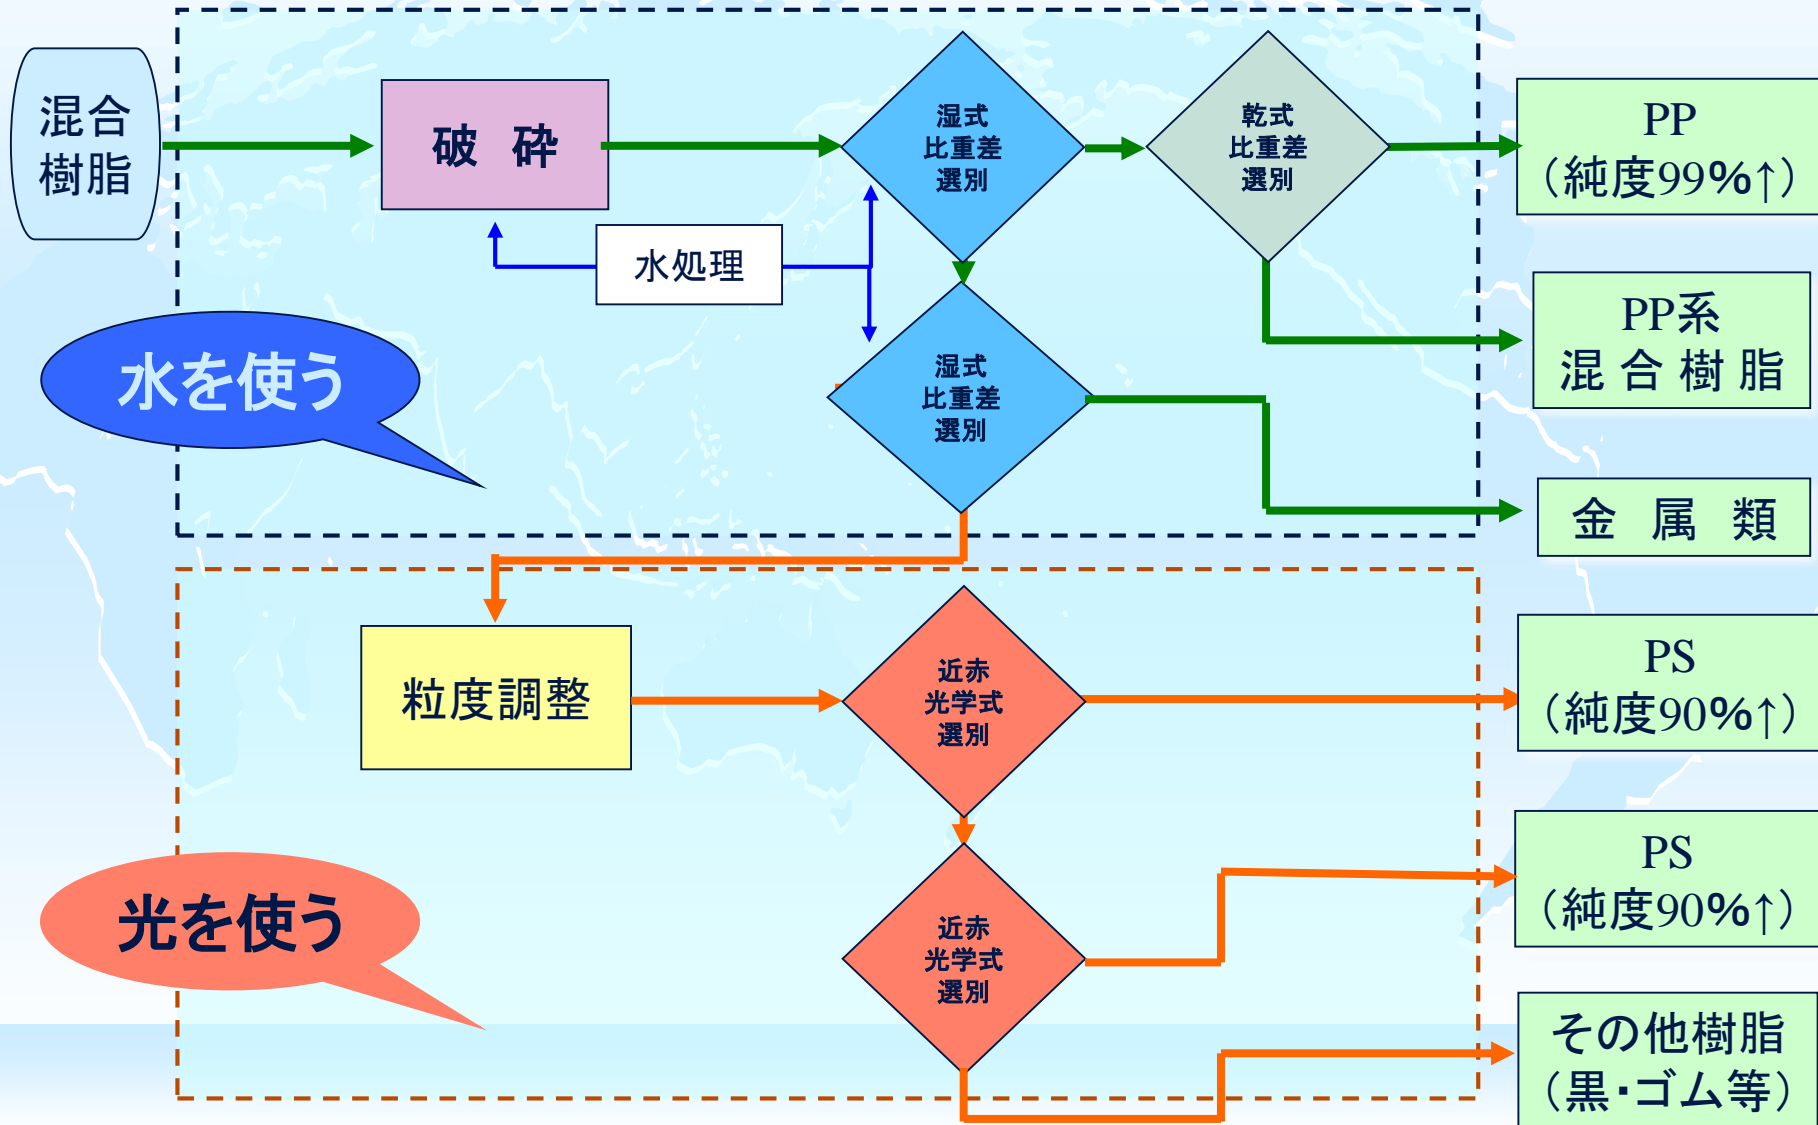 混合
樹脂
破 砕
湿式
比重差
選別
乾式
比重差
選別
PP
（純度99％↑）
水処理
PP系
混 合 樹 脂
水を使う
湿式
比重差
選別
金 属 類
粒度調整
近赤
光学式
選別
PS
（純度90％↑）
PS
（純度90％↑）
光を使う
近赤
光学式
選別
その他樹脂
（黒・ゴム等）